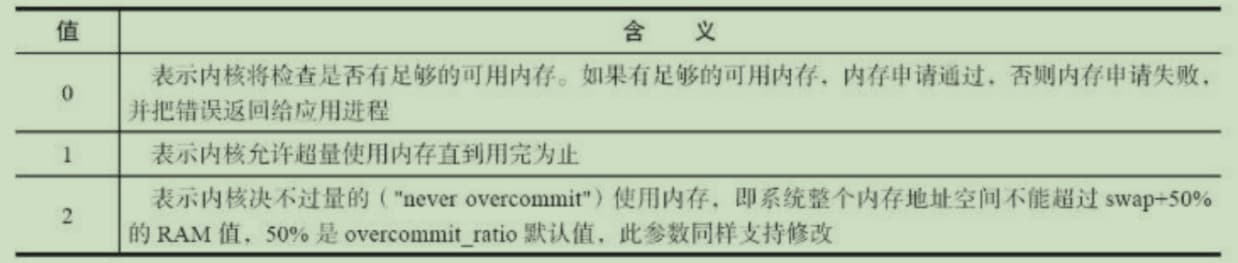 值 含 义
0 表示内核将检查是否有足够的可用内存。如果有足够的可用内存，内存申请通过，否则内存申请失败，
并把错误返回给应用进程
1 表示内核允许超量使用内存直到用完为止
2 表示内核决不过量的（"never overcommit"）使用内存，即系统整个内存地址空间不能超过 swap+50%
的 RAM 值，50% 是 overcommit_ratio 默认值，此参数同样支持修改